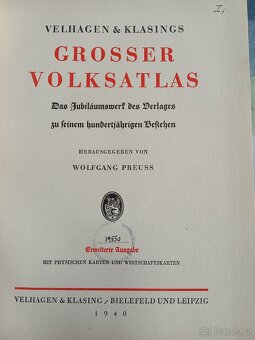 I,
VELHAGEN & KLASINGS
GROSSER
VOLKSATLAS
Das Jubiläumswerk des Verlages
zu seinem hundertjährigen Bestehen
HERAUSGEGEBEN VON
WOLFGANG PREUSS
Erweiterte Ausgabe
MIT PHYSISCHEN KARTEN UND WIRTSCHAFTSKARTEN
VELHAGEN & KLASING / BIELEFELD UND LEIPZIG
1940